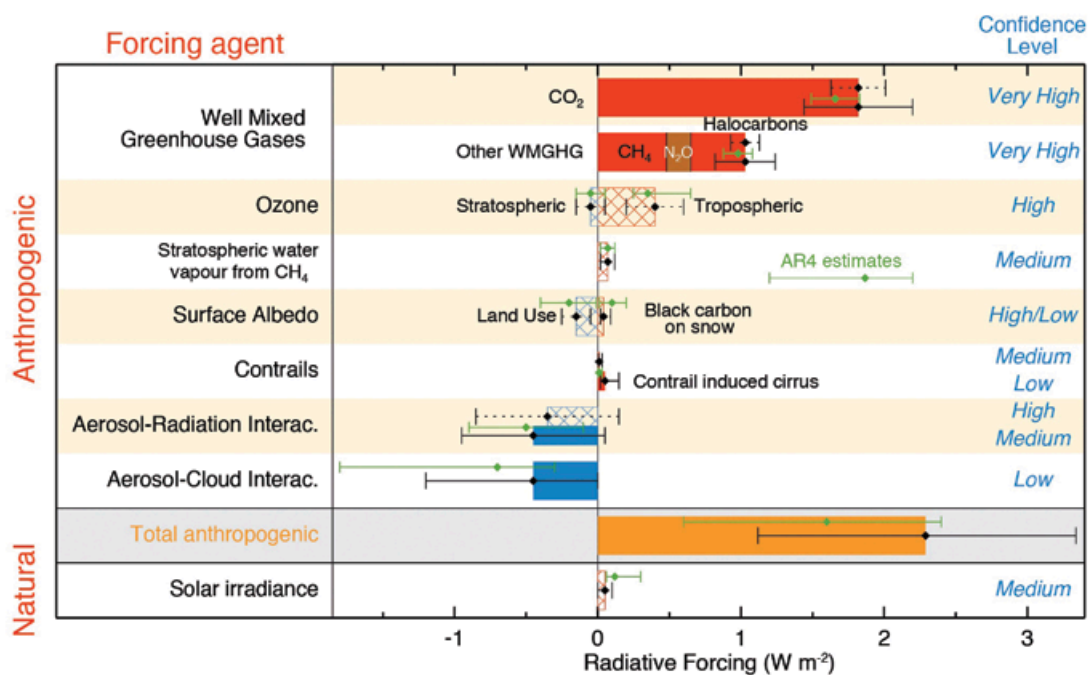 Forcing agent
Confidence
Level
Anthropogenic
Natural
Well Mixed
Greenhouse Gases
CO₂
Very High
Other WMGHG
CH₄
N₂O
Halocarbons
Very High
Ozone
Stratospheric
Tropospheric
High
Stratospheric water
vapour from CH₄
AR4 estimates
Medium
Surface Albedo
Land Use
Black carbon
on snow
High/Low
Contrails
Contrail induced cirrus
Medium
Low
Aerosol-Radiation Interac.
High
Medium
Aerosol-Cloud Interac.
Low
Total anthropogenic
Solar irradiance
Medium
-1
0
1
2
3
Radiative Forcing (W m⁻²)